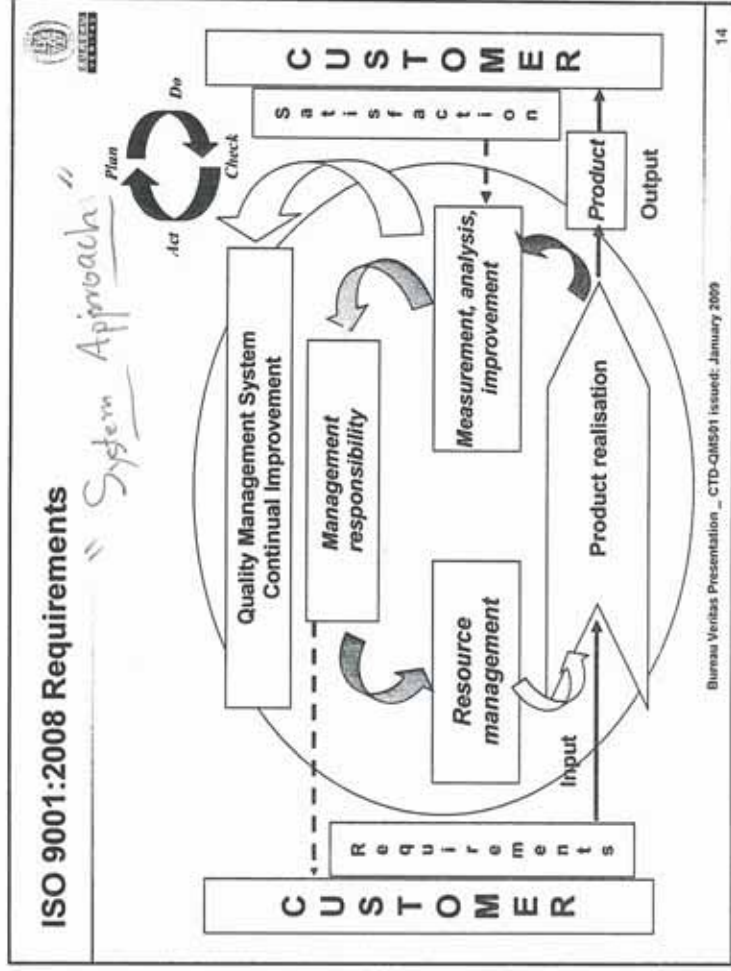 ISO 9001:2008 Requirements
" System Approach "
BUREAU
VERITAS
Plan
Do
Check
Act
CUSTOMER
Requirements
Quality Management System
Continual Improvement
Management
responsibility
Resource
management
Measurement, analysis,
improvement
Product realisation
Input
Product
Output
Satisfaction
CUSTOMER
Bureau Veritas Presentation _ CTD-QMS01 issued: January 2009
14